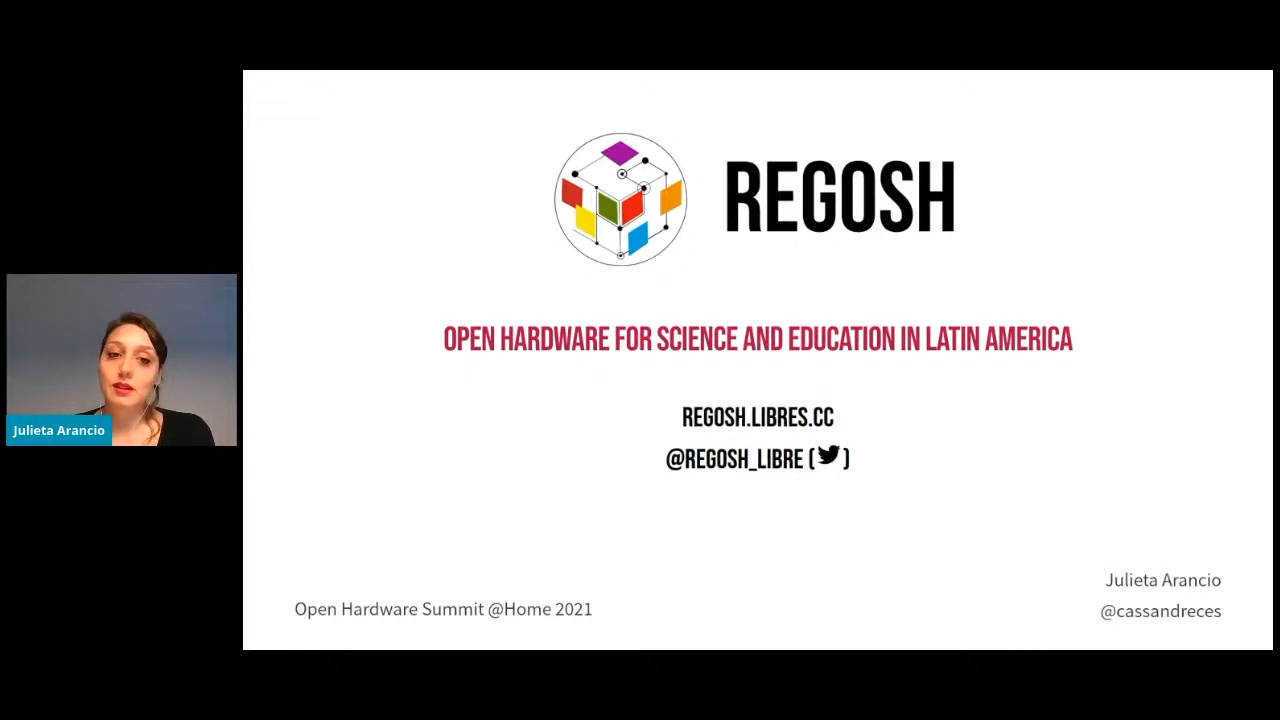 REGOSH
OPEN HARDWARE FOR SCIENCE AND EDUCATION IN LATIN AMERICA
REGOSH.LIBRES.CC
@REGOSH_LIBRE ( )
Julieta Arancio
Open Hardware Summit @Home 2021
Julieta Arancio
@cassandreces